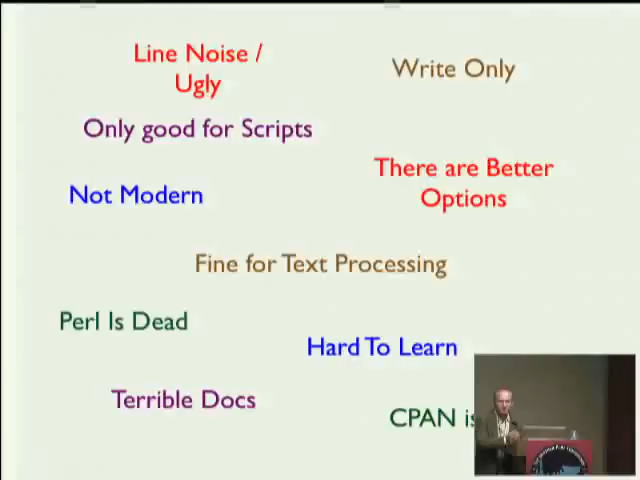 Line Noise /
Ugly
Write Only
Only good for Scripts
There are Better
Options
Not Modern
Fine for Text Processing
Perl Is Dead
Hard To Learn
Terrible Docs
CPAN is